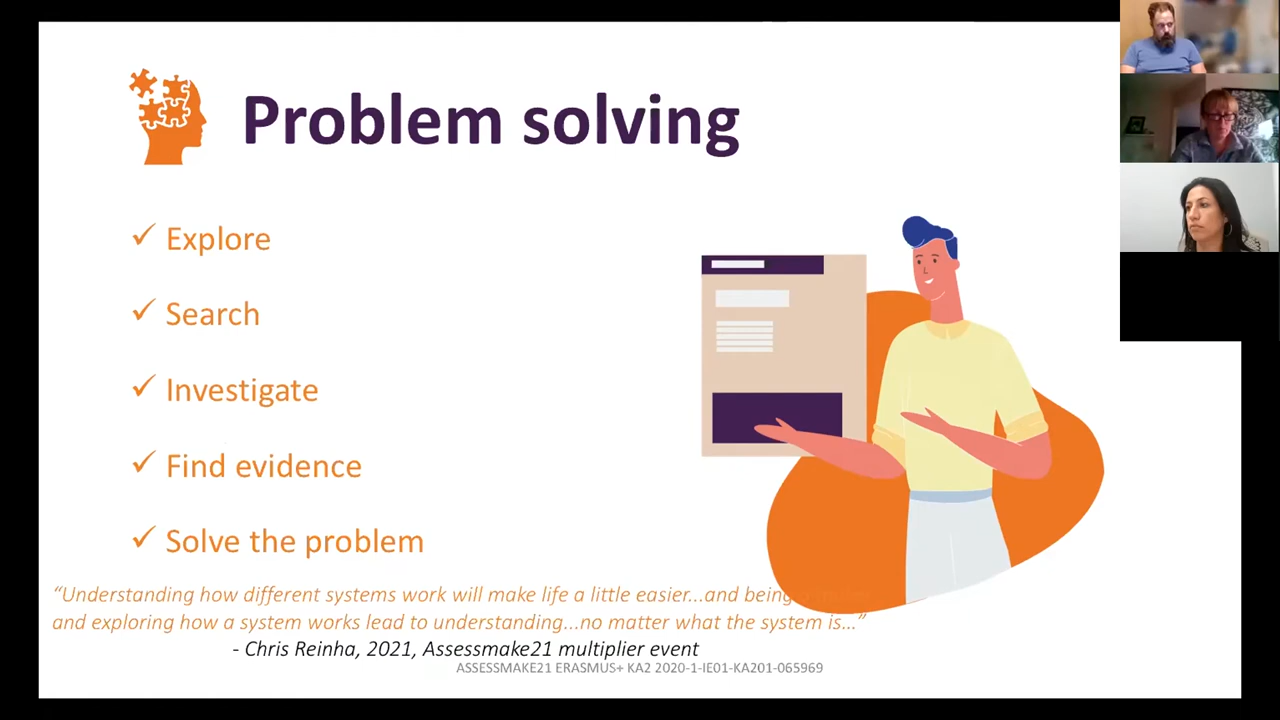 Problem solving
✓ Explore
✓ Search
✓ Investigate
✓ Find evidence
✓ Solve the problem
“Understanding how different systems work will make life a little easier...and being
and exploring how a system works lead to understanding...no matter what the system is...”
- Chris Reinha, 2021, Assessmake21 multiplier event
ASSESSMAKE21 ERASMUS+ KA2 2020-1-IE01-KA201-065969